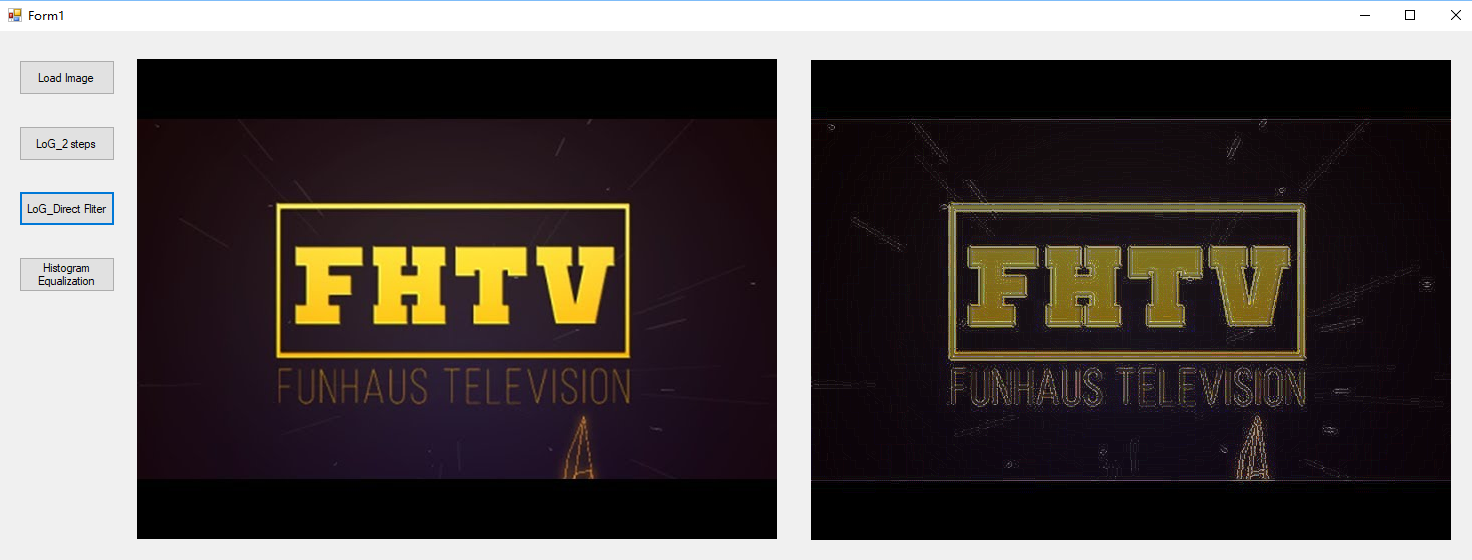 Form1
Load Image
LoG_2 steps
LoG_Direct Fliter
Histogram
Equalization
FHTV
FUNHAUS TELEVISION
FHTV
FUNHAUS TELEVISION